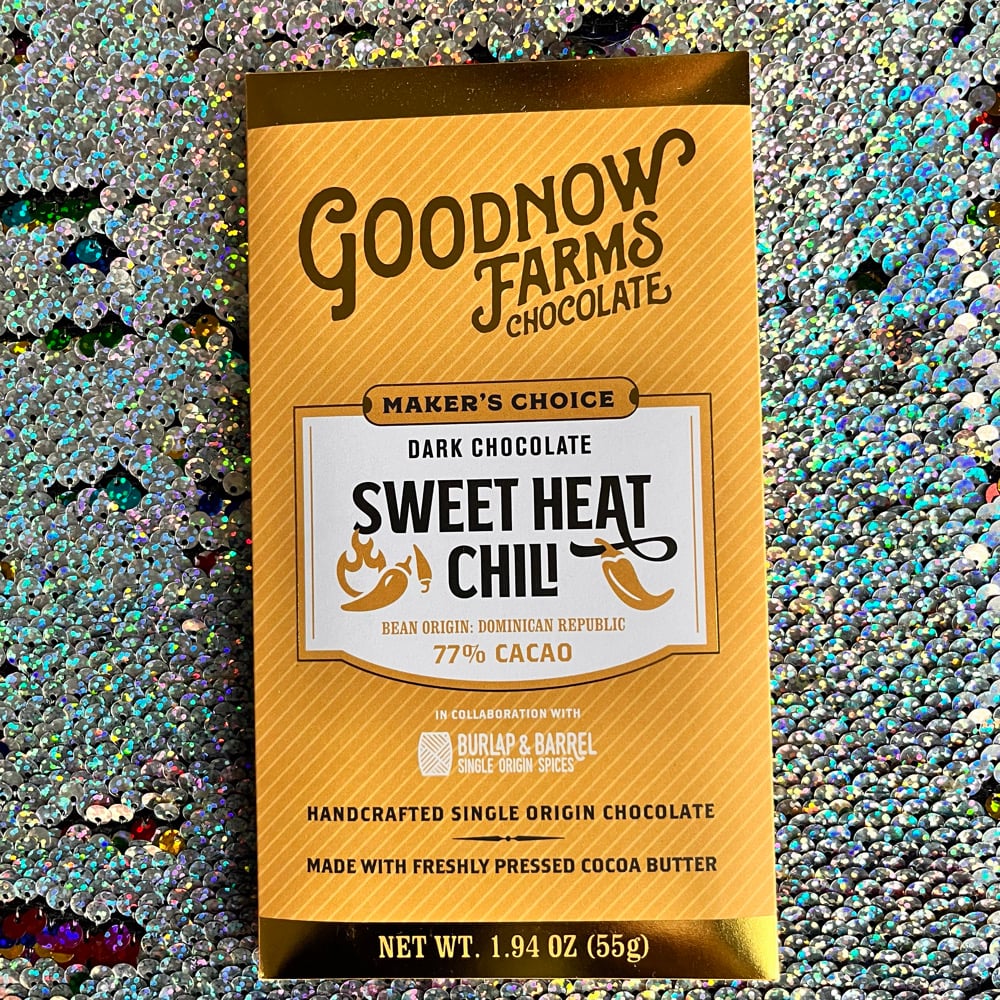 GOODNOW
FARMS
CHOCOLATE
MAKER'S CHOICE
DARK CHOCOLATE
SWEET HEAT
CHILI
BEAN ORIGIN: DOMINICAN REPUBLIC
77% CACAO
IN COLLABORATION WITH
BURLAP & BARREL
SINGLE ORIGIN SPICES
HANDCRAFTED SINGLE ORIGIN CHOCOLATE
MADE WITH FRESHLY PRESSED COCOA BUTTER
NET WT. 1.94 OZ (55g)